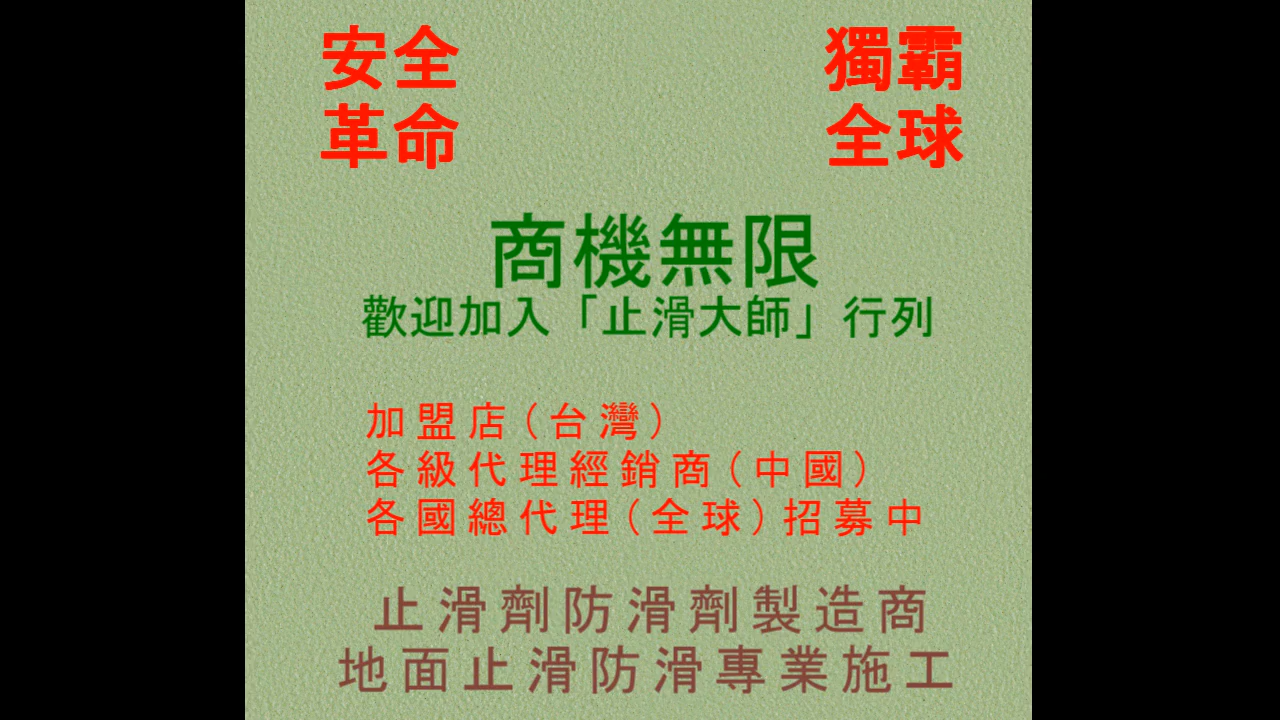 安全
革命
獨霸
全球
商機無限
歡迎加入「止滑大師」行列
加盟店(台灣)
各級代理經銷商(中國)
各國總代理(全球)招募中
止滑劑防滑劑製造商
地面止滑防滑專業施工